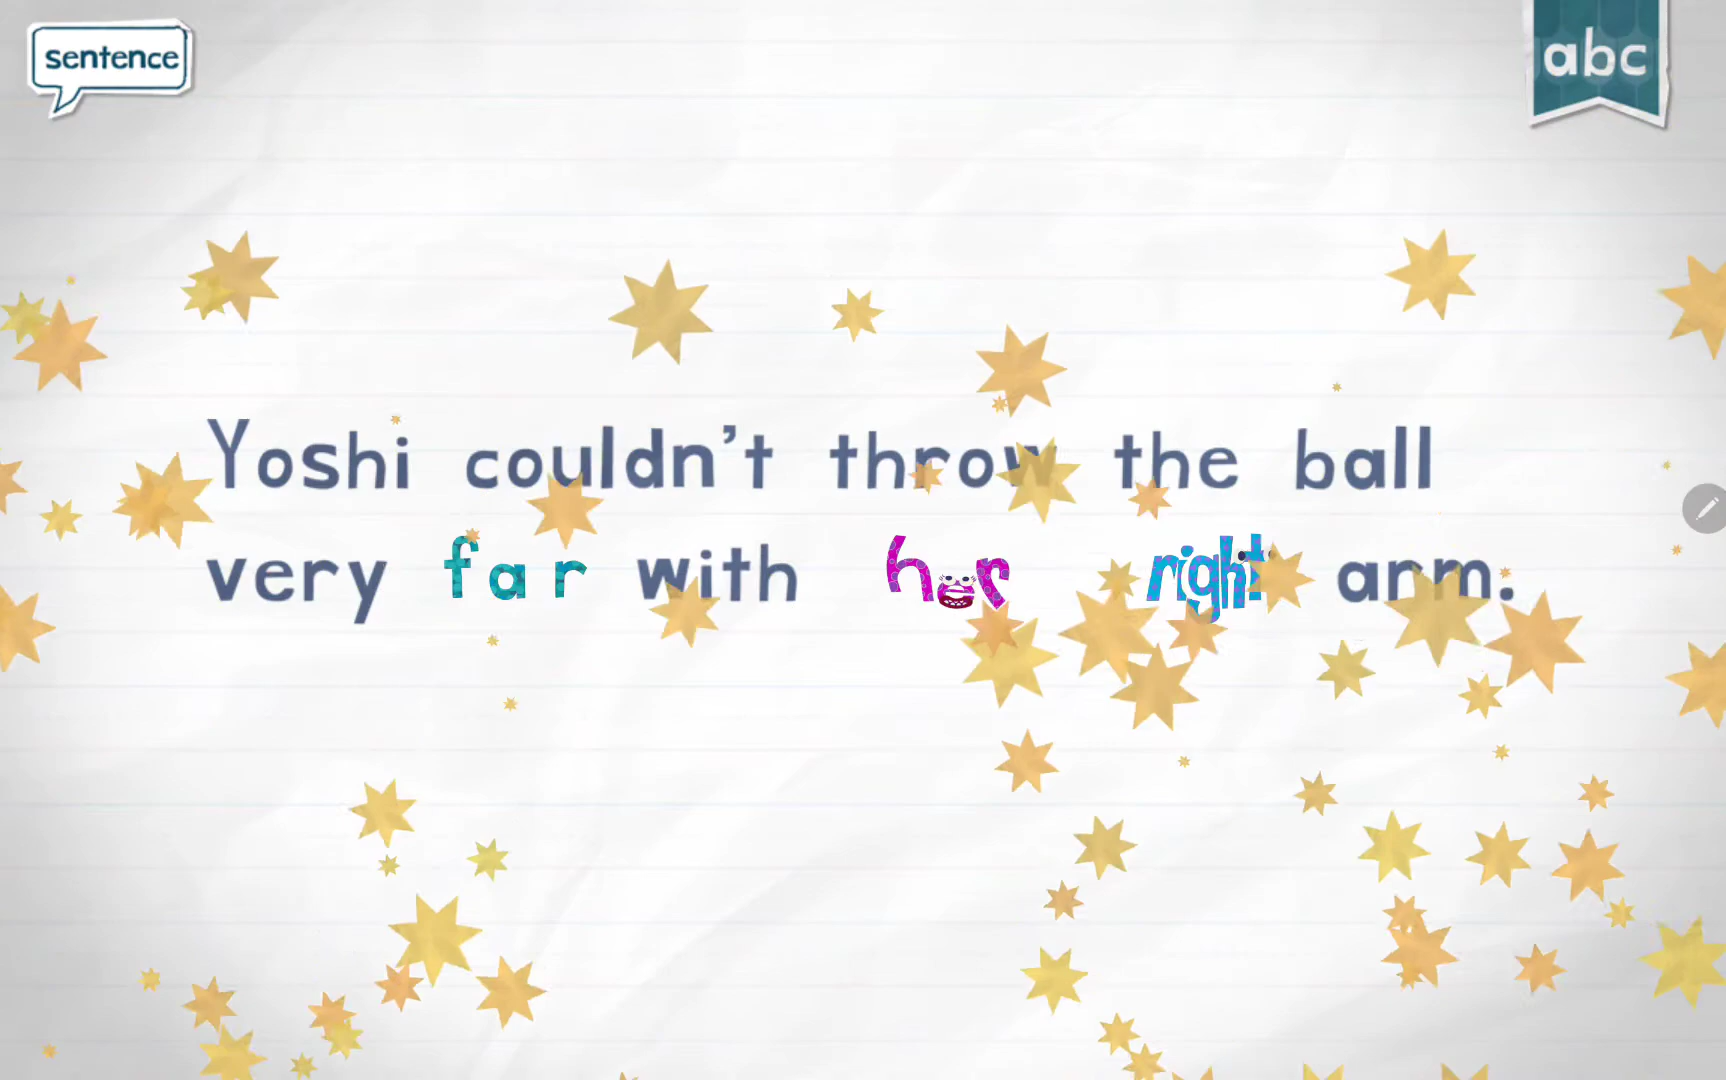 sentence
abc
Yoshi couldn't throw the ball
very far with her right arm.